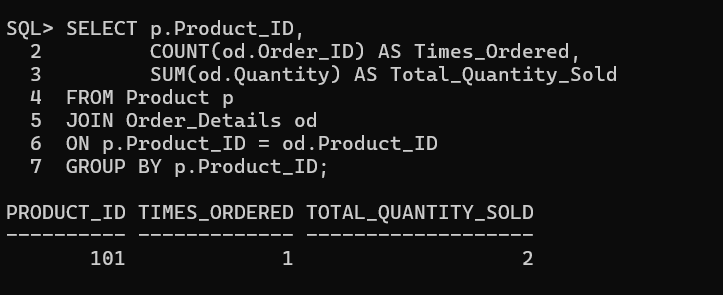 SQL> SELECT p.Product_ID,
  2         COUNT(od.Order_ID) AS Times_Ordered,
  3         SUM(od.Quantity) AS Total_Quantity_Sold
  4  FROM Product p
  5  JOIN Order_Details od
  6  ON p.Product_ID = od.Product_ID
  7  GROUP BY p.Product_ID;

PRODUCT_ID TIMES_ORDERED TOTAL_QUANTITY_SOLD
---------- ------------- -------------------
       101             1                   2